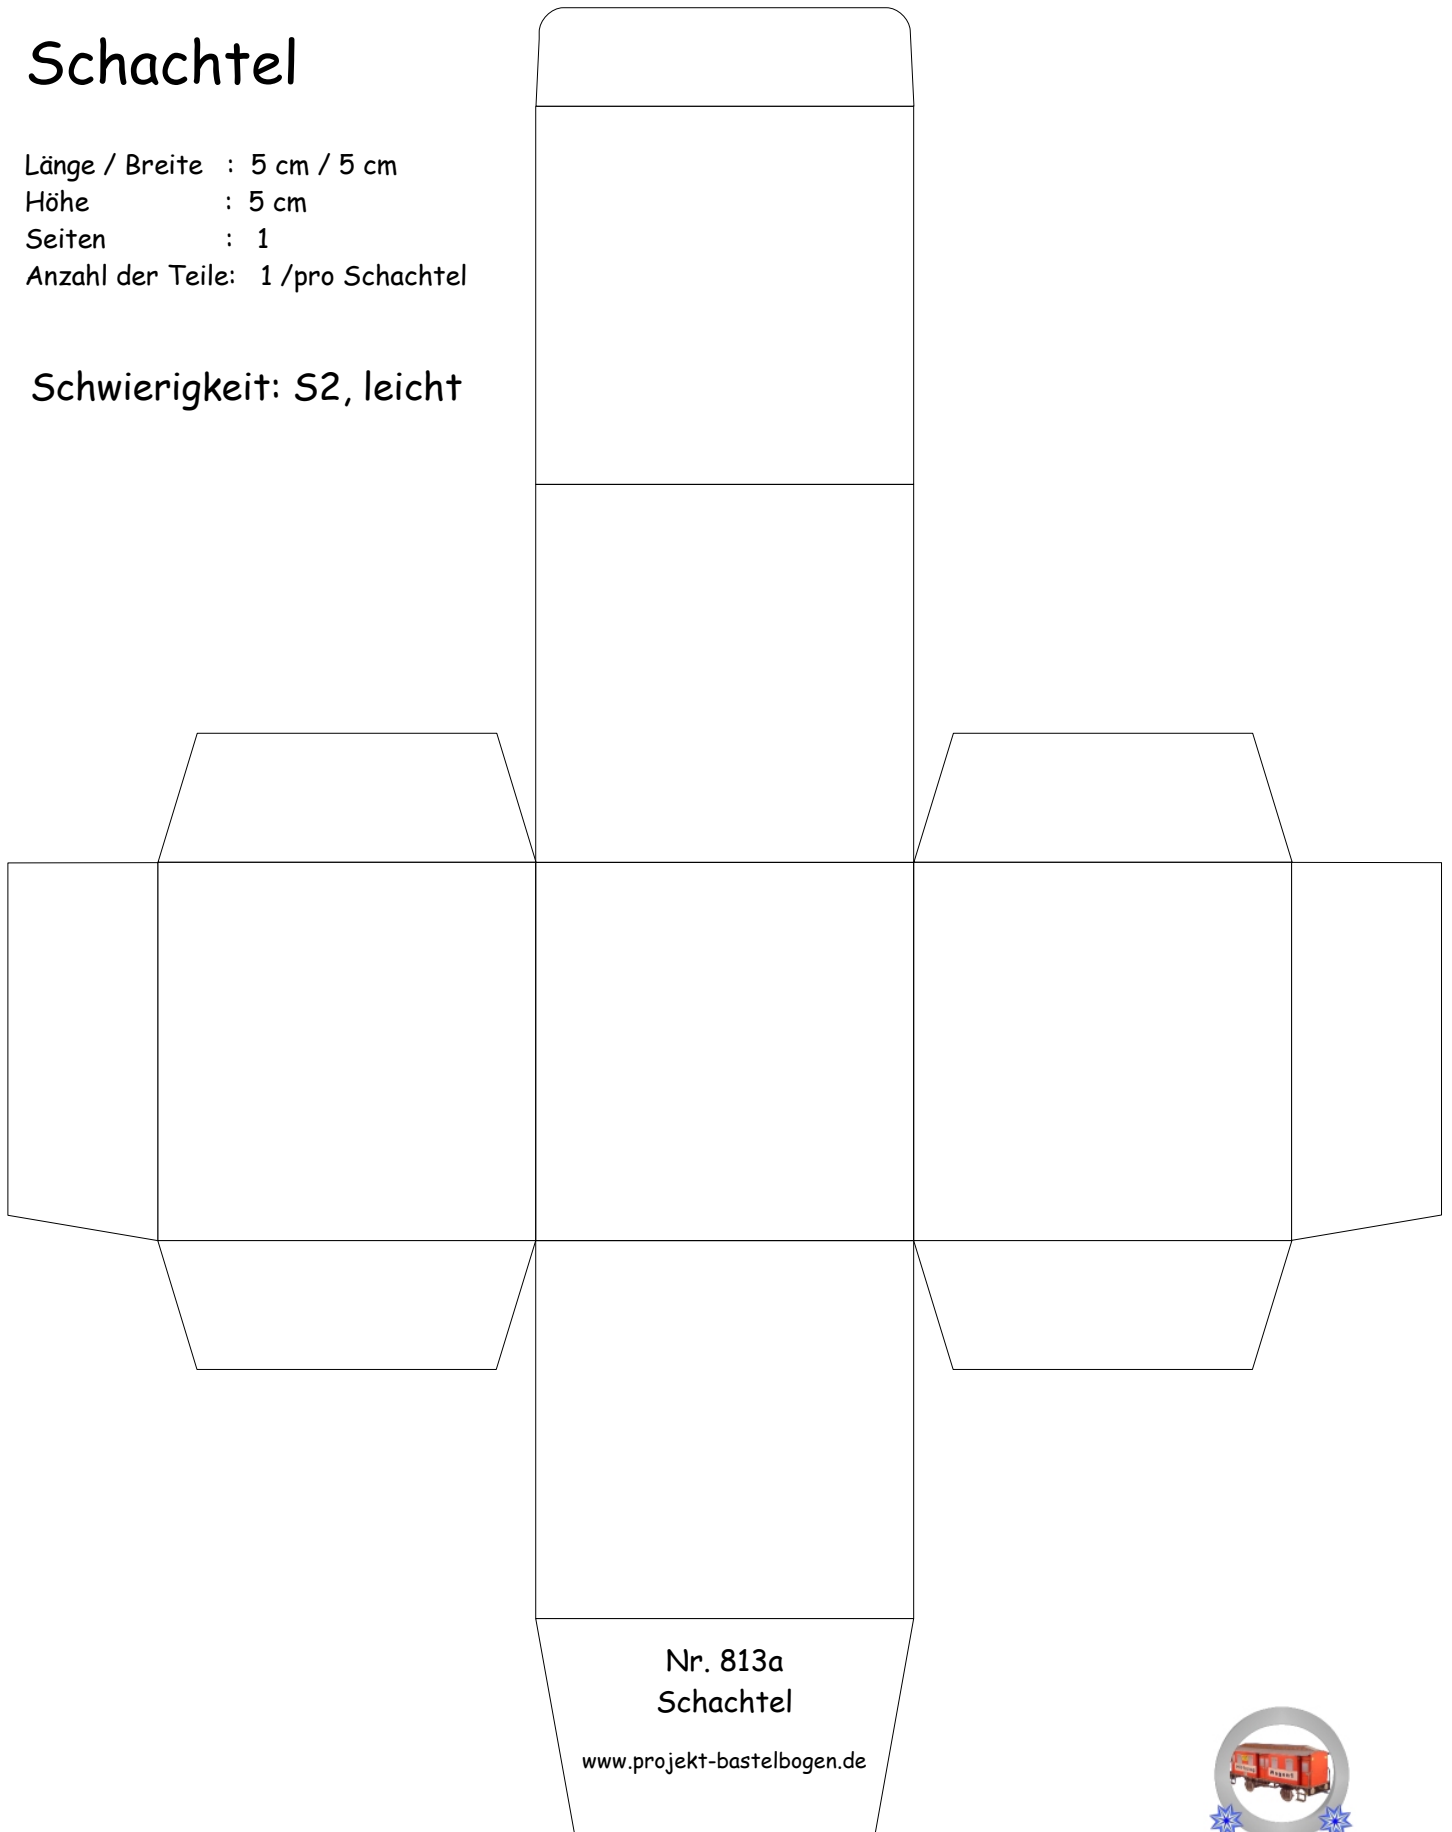 Schachtel
Länge / Breite : 5 cm / 5 cm
Höhe : 5 cm
Seiten : 1
Anzahl der Teile: 1 /pro Schachtel
Schwierigkeit: S2, leicht
Nr. 813a
Schachtel
www.projekt-bastelbogen.de